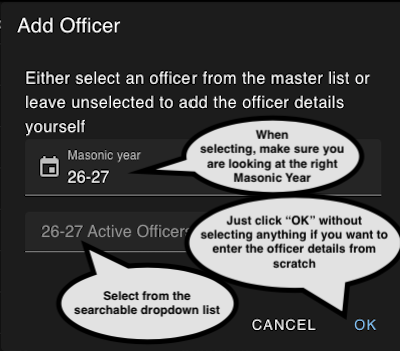 Add Officer
Either select an officer from the master list or
leave unselected to add the officer details
yourself
When
selecting, make sure you
are looking at the right
Masonic Year
Masonic year
26-27
Just click “OK” without
selecting anything if you want to
enter the officer details from
scratch
26-27 Active Officers
Select from the
searchable dropdown list
CANCEL
OK